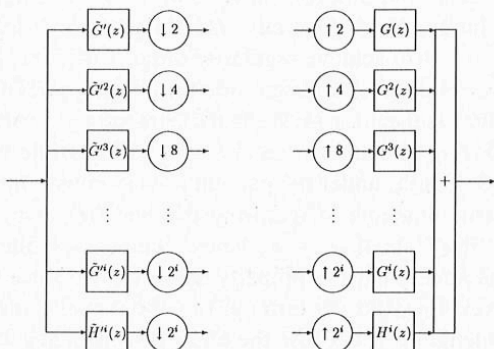 G̃′(z) ↓ 2 ↑ 2 G(z)
G̃′²(z) ↓ 4 ↑ 4 G²(z)
G̃′³(z) ↓ 8 ↑ 8 G³(z)
+
⋮ ⋮ ⋮ ⋮
G̃′ⁱ(z) ↓ 2ⁱ ↑ 2ⁱ Gⁱ(z)
H̃′ⁱ(z) ↓ 2ⁱ ↑ 2ⁱ Hⁱ(z)